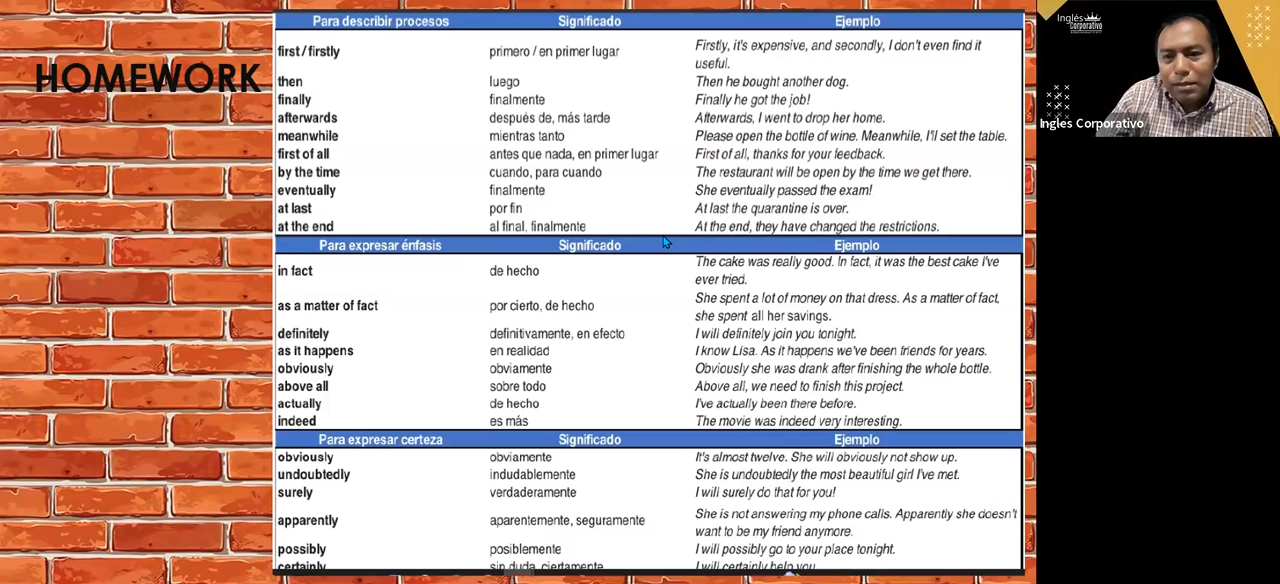 HOMEWORK
Para describir procesos Significado Ejemplo
first / firstly primero / en primer lugar Firstly, it's expensive, and secondly, I don't even find it
useful.
then luego Then he bought another dog.
finally finalmente Finally he got the job!
afterwards después de, más tarde Afterwards, I went to drop her home.
meanwhile mientras tanto Please open the bottle of wine. Meanwhile, I'll set the table.
first of all antes que nada, en primer lugar First of all, thanks for your feedback.
by the time cuando, para cuando The restaurant will be open by the time we get there.
eventually finalmente She eventually passed the exam!
at last por fin At last the quarantine is over.
at the end al final, finalmente At the end, they have changed the restrictions.
Para expresar énfasis Significado Ejemplo
in fact de hecho The cake was really good. In fact, it was the best cake I've
ever tried.
as a matter of fact por cierto, de hecho She spent a lot of money on that dress. As a matter of fact,
she spent all her savings.
definitely definitivamente, en efecto I will definitely join you tonight.
as it happens en realidad I know Lisa. As it happens we've been friends for years.
obviously obviamente Obviously she was drank after finishing the whole bottle.
above all sobre todo Above all, we need to finish this project.
actually de hecho I've actually been there before.
indeed es más The movie was indeed very interesting.
Para expresar certeza Significado Ejemplo
obviously obviamente It's almost twelve. She will obviously not show up.
undoubtedly indudablemente She is undoubtedly the most beautiful girl I've met.
surely verdaderamente I will surely do that for you!
apparently aparentemente, seguramente She is not answering my phone calls. Apparently she doesn't
want to be my friend anymore.
possibly posiblemente I will possibly go to your place tonight.
certainly sin duda, ciertamente I will certainly help you
Inglés
Corporativo
Ingles Corporativo